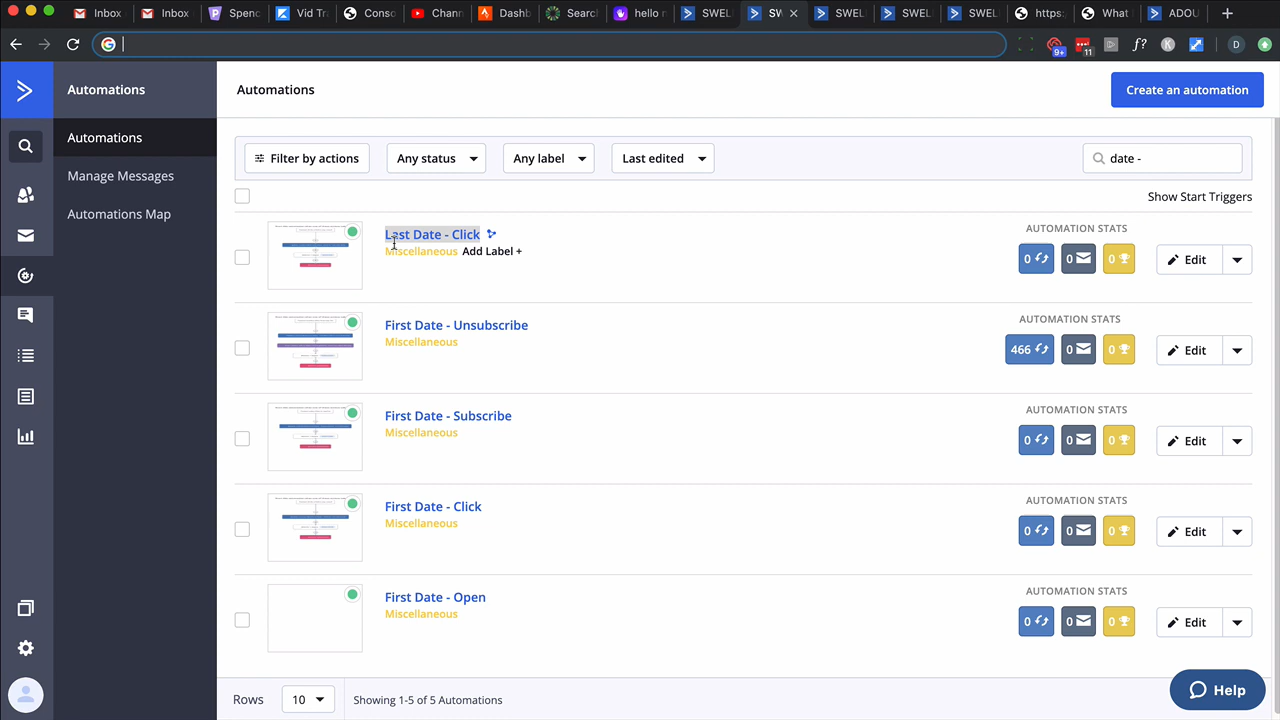 Inbox
Inbox
Spenc
Vid Tr
Conso
Chann
Dashb
Search
hello r
SWEL
SW
SWEL
SWEL
SWEL
https:
What
ADOU
9+
11
f?
K
D
Automations
Automations
Manage Messages
Automations Map
Automations
Create an automation
Filter by actions
Any status
Any label
Last edited
date -
Show Start Triggers
Last Date - Click
Miscellaneous Add Label +
AUTOMATION STATS
0 0 0
Edit
First Date - Unsubscribe
Miscellaneous
AUTOMATION STATS
466 0 0
Edit
First Date - Subscribe
Miscellaneous
AUTOMATION STATS
0 0 0
Edit
First Date - Click
Miscellaneous
AUTOMATION STATS
0 0 0
Edit
First Date - Open
Miscellaneous
AUTOMATION STATS
0 0 0
Edit
Rows 10 Showing 1-5 of 5 Automations
Help